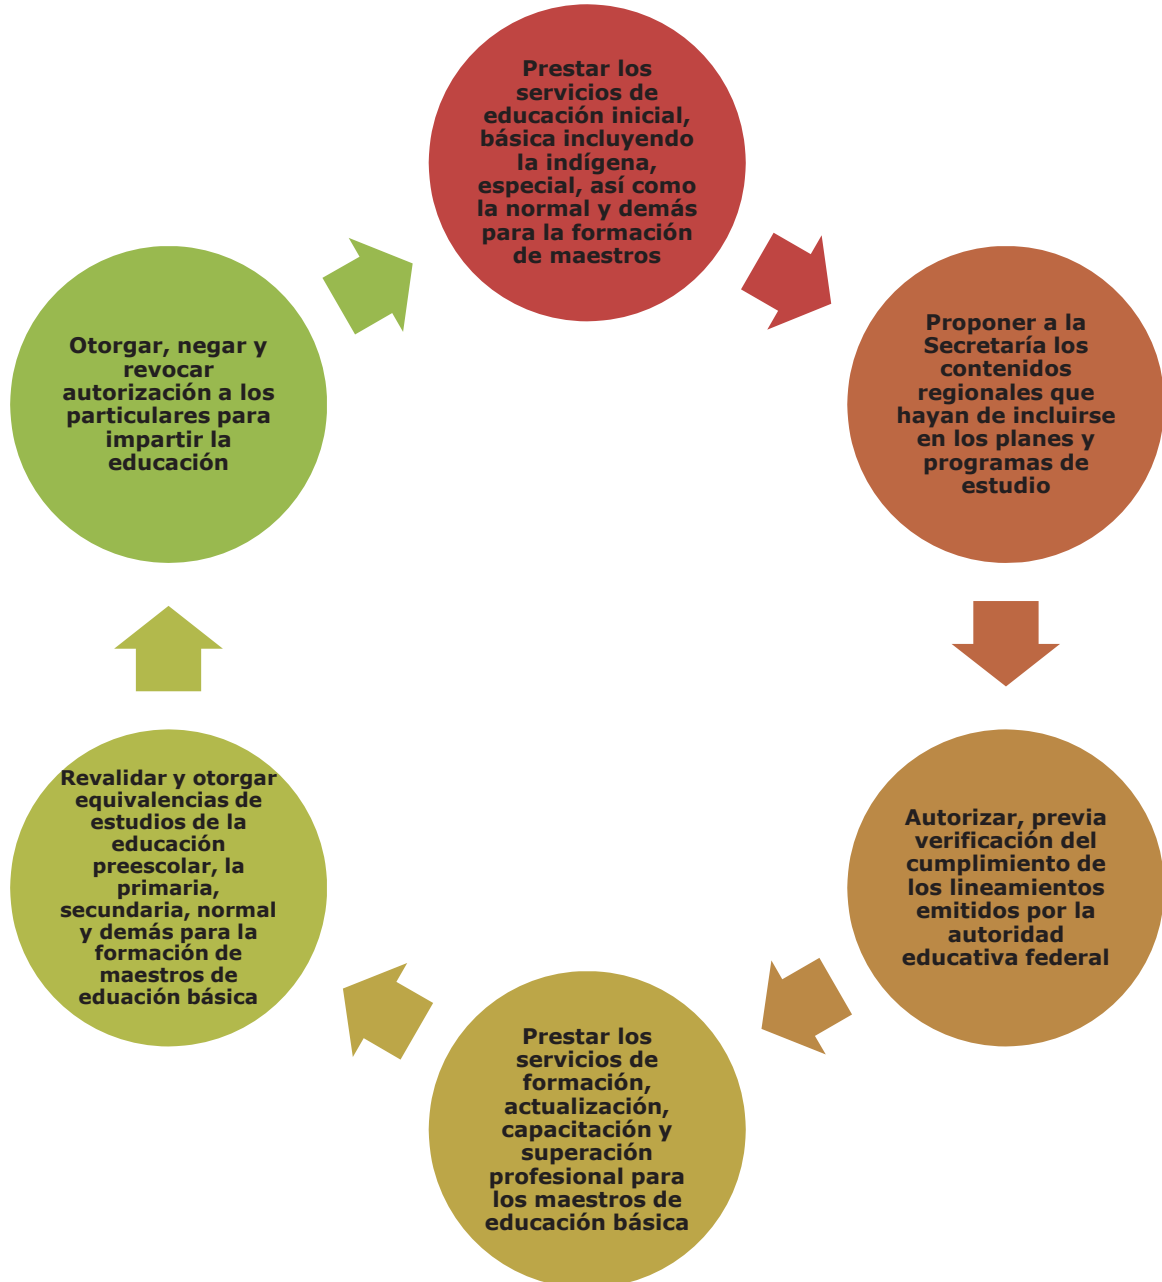 Prestar los
servicios de
educación inicial,
básica incluyendo
la indígena,
especial, así como
la normal y demás
para la formación
de maestros
Proponer a la
Secretaría los
contenidos
regionales que
hayan de incluirse
en los planes y
programas de
estudio
Autorizar, previa
verificación del
cumplimiento de
los lineamientos
emitidos por la
autoridad
educativa federal
Prestar los
servicios de
formación,
actualización,
capacitación y
superación
profesional para
los maestros de
educación básica
Revalidar y otorgar
equivalencias de
estudios de la
educación
preescolar, la
primaria,
secundaria, normal
y demás para la
formación de
maestros de
eduación básica
Otorgar, negar y
revocar
autorización a los
particulares para
impartir la
educación